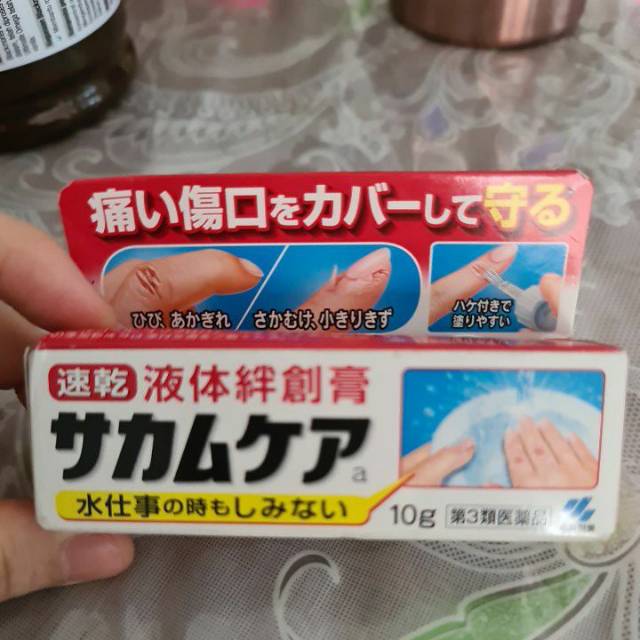 痛い傷口をカバーして守る
ひび、あかぎれ
さかむけ、小きりきず
ハケ付きで
塗りやすい
速乾 液体絆創膏
サカムケア a
水仕事の時もしみない
10g 第3類医薬品